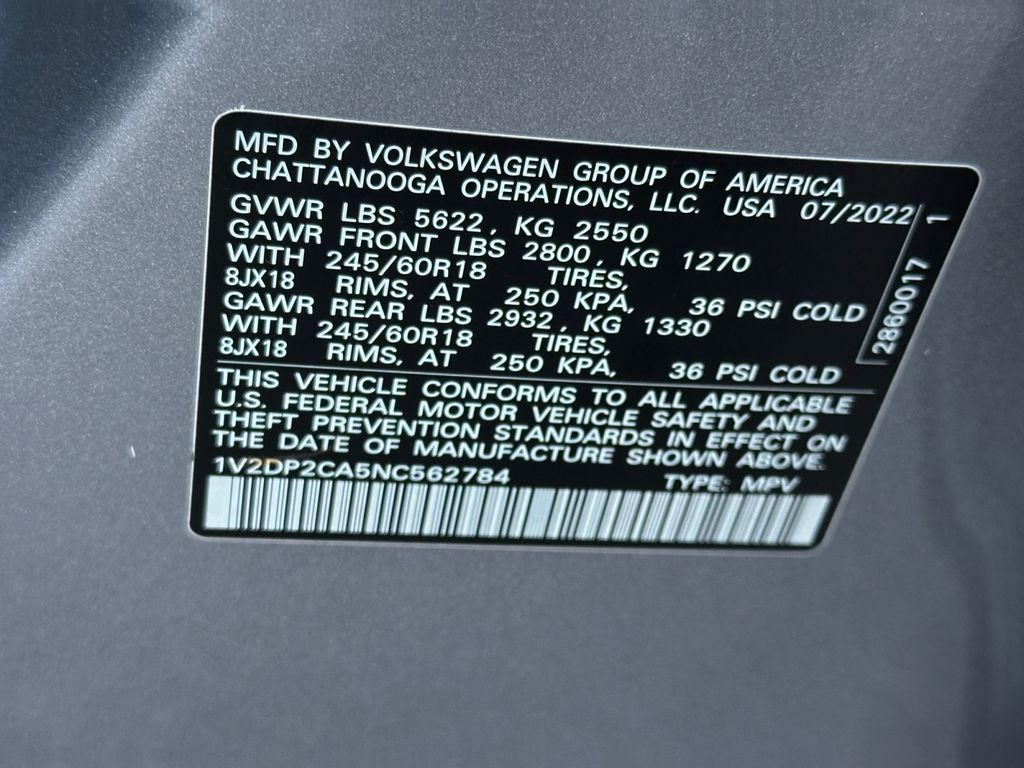 MFD BY VOLKSWAGEN GROUP OF AMERICA
CHATTANOOGA OPERATIONS, LLC. USA 07/2022
GVWR LBS 5622, KG 2550
GAWR FRONT LBS 2800, KG 1270
WITH 245/60R18 TIRES,
8JX18 RIMS, AT 250 KPA, 36 PSI COLD
GAWR REAR LBS 2932, KG 1330
WITH 245/60R18 TIRES,
8JX18 RIMS, AT 250 KPA, 36 PSI COLD
THIS VEHICLE CONFORMS TO ALL APPLICABLE
U.S. FEDERAL MOTOR VEHICLE SAFETY AND
THEFT PREVENTION STANDARDS IN EFFECT ON
THE DATE OF MANUFACTURE SHOWN ABOVE.
1V2DP2CA5NC562784 TYPE: MPV
2860017 1